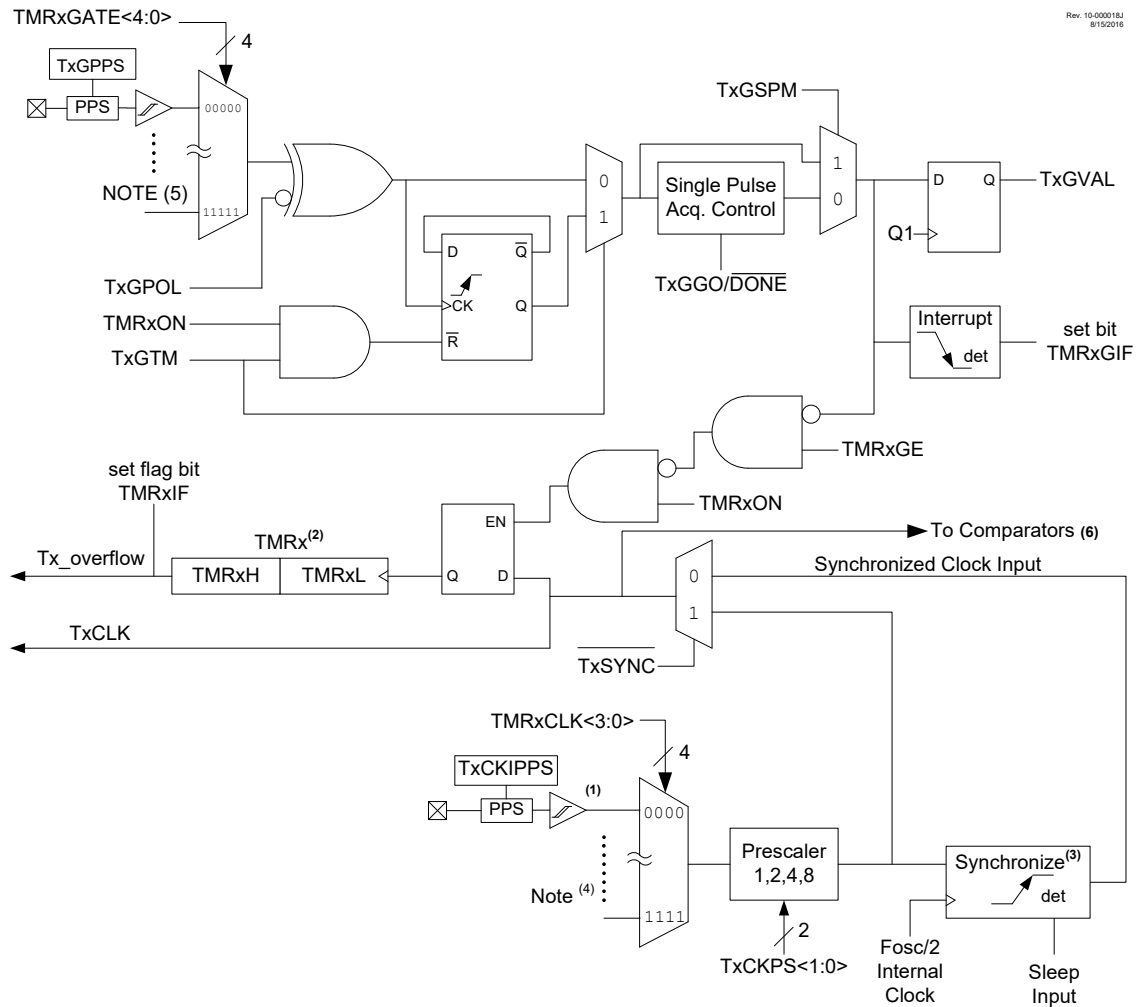 Rev. 10-000018J
8/15/2016
TMRxGATE<4:0>
4
TxGPPS
PPS
00000
NOTE (5)
11111
TxGPOL
TMRxON
TxGTM
D
Q
CK
Q
R
0
1
Single Pulse
Acq. Control
TxGGO/DONE
TxGSPM
1
0
D
Q
Q1
TxGVAL
Interrupt
det
set bit
TMRxGIF
TMRxGE
TMRxON
set flag bit
TMRxIF
Tx_overflow
TMRx(2)
TMRxH
TMRxL
EN
Q
D
TxCLK
To Comparators (6)
Synchronized Clock Input
0
1
TxSYNC
TMRxCLK<3:0>
4
TxCKIPPS
PPS
(1)
0000
Note (4)
1111
Prescaler
1,2,4,8
2
TxCKPS<1:0>
Synchronize(3)
det
Fosc/2
Internal
Clock
Sleep
Input